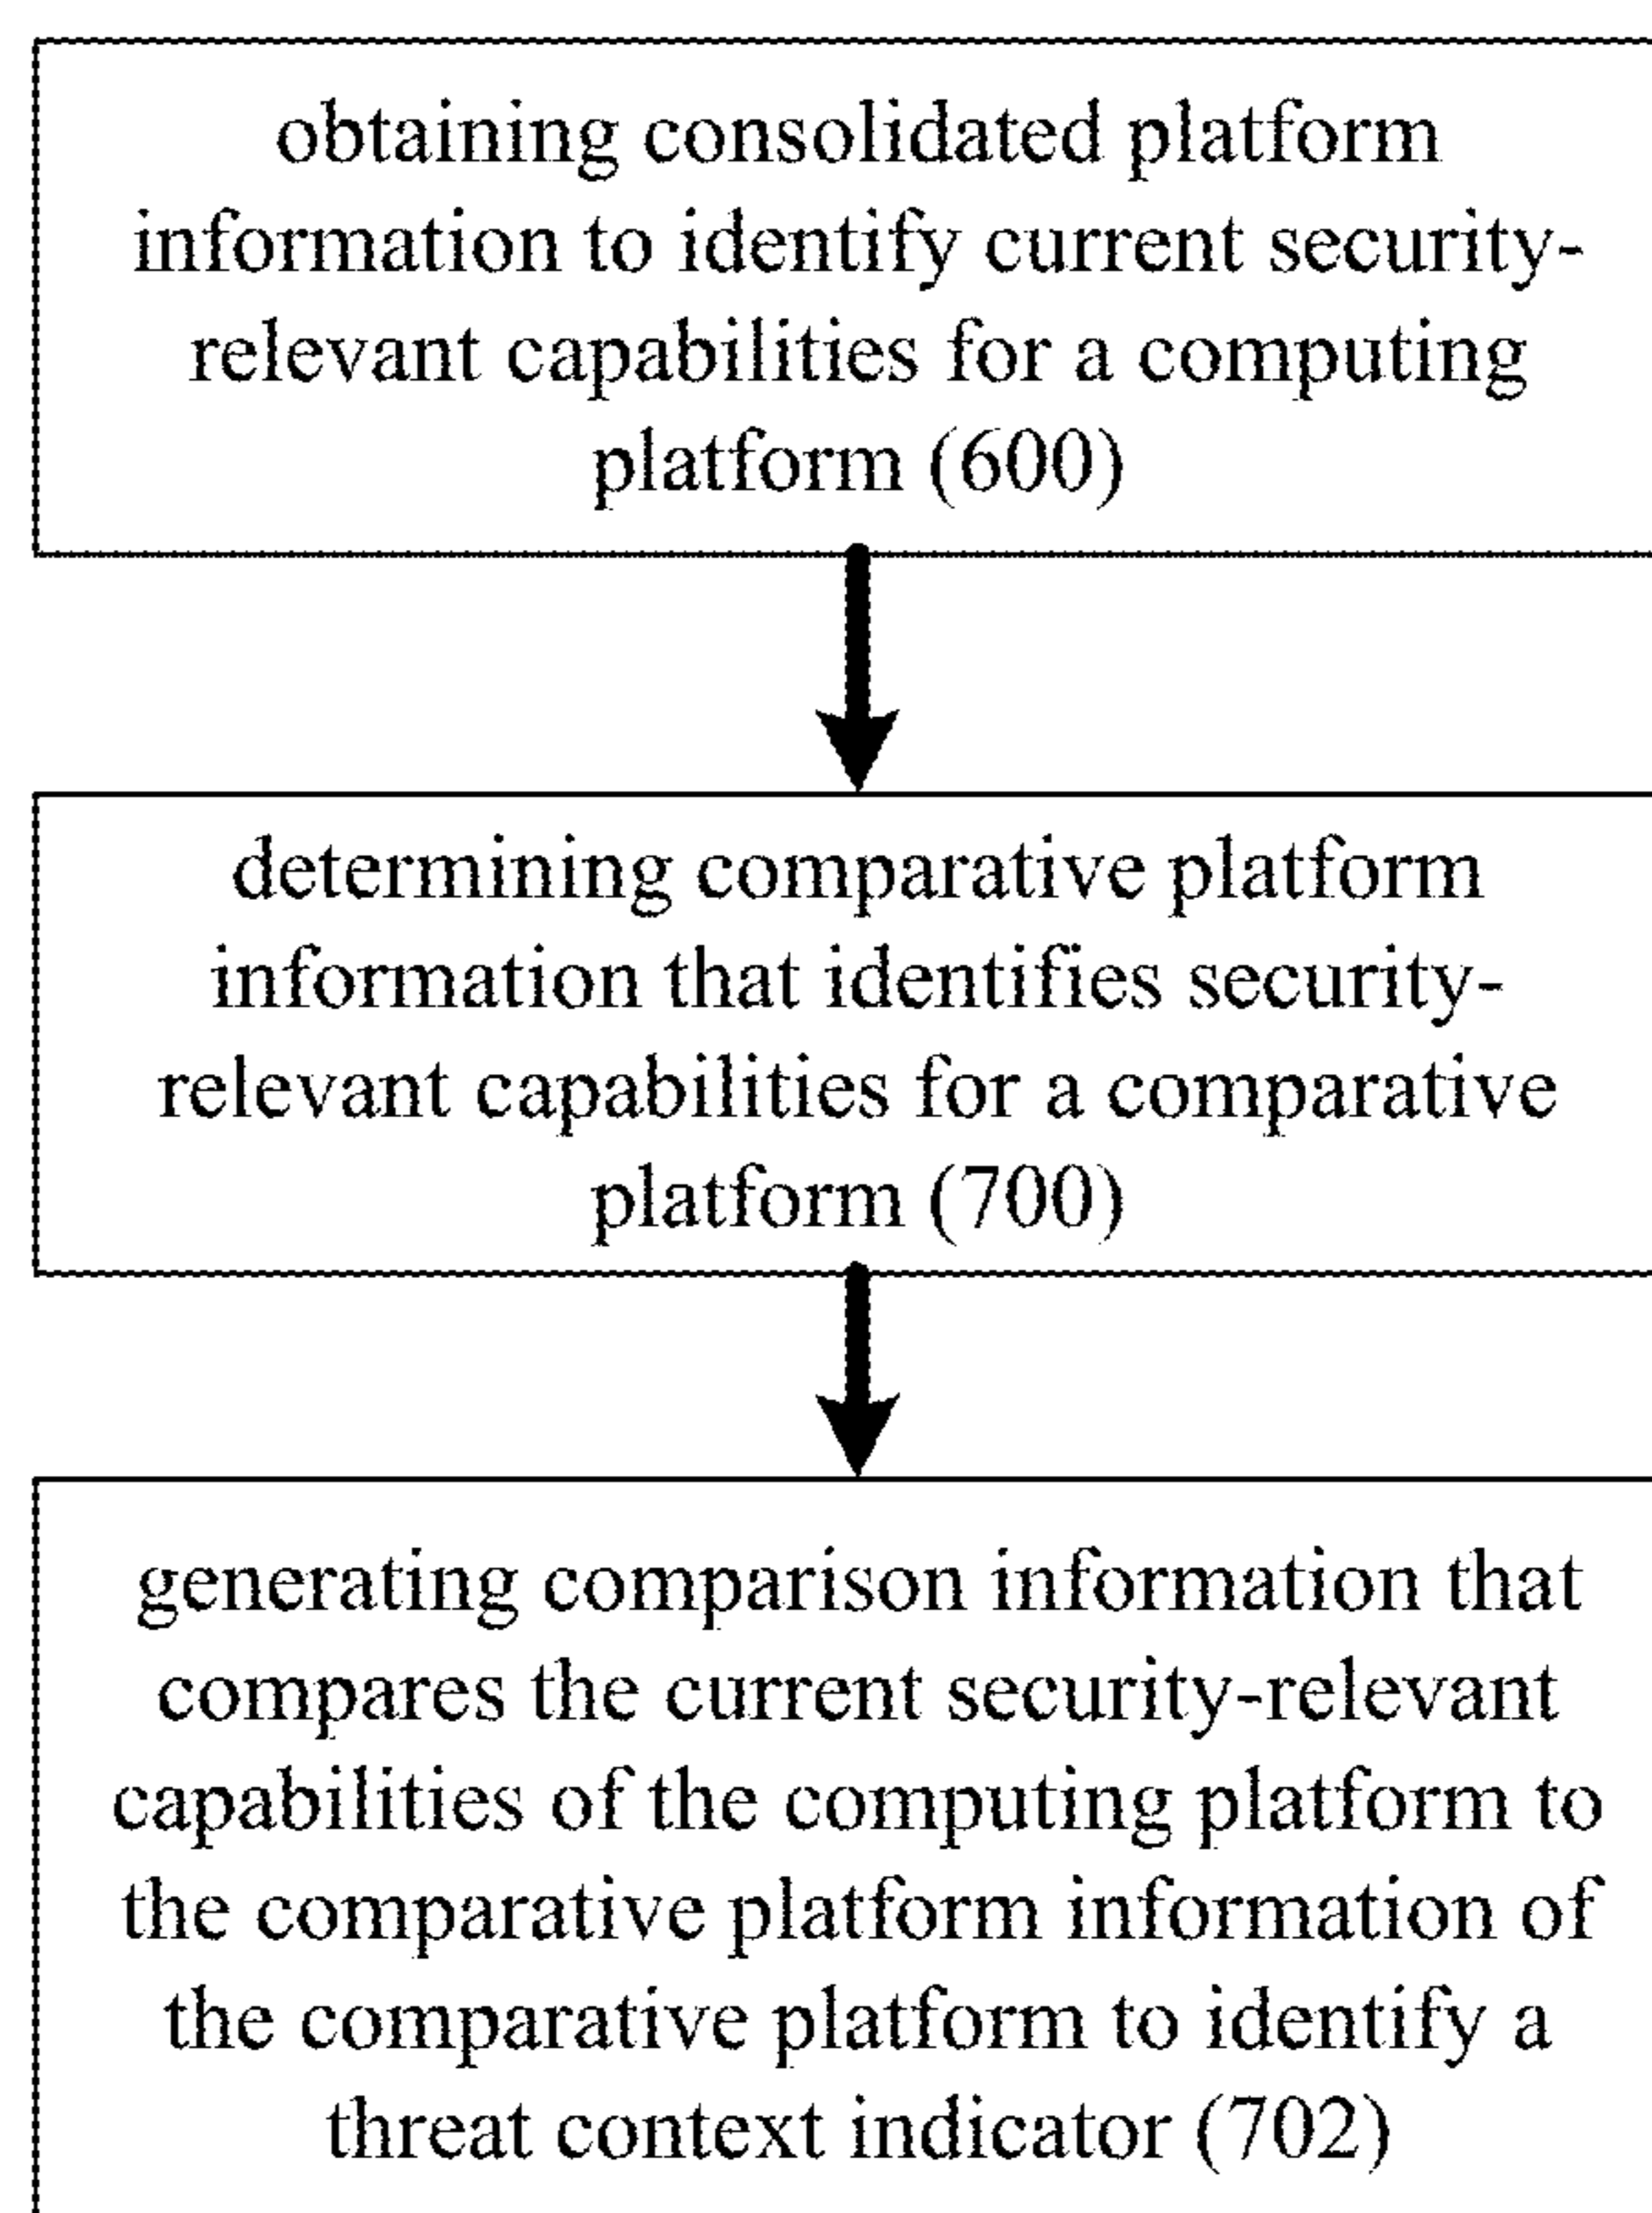 obtaining consolidated platform
information to identify current security-
relevant capabilities for a computing
platform (600)
determining comparative platform
information that identifies security-
relevant capabilities for a comparative
platform (700)
generating comparison information that
compares the current security-relevant
capabilities of the computing platform to
the comparative platform information of
the comparative platform to identify a
threat context indicator (702)